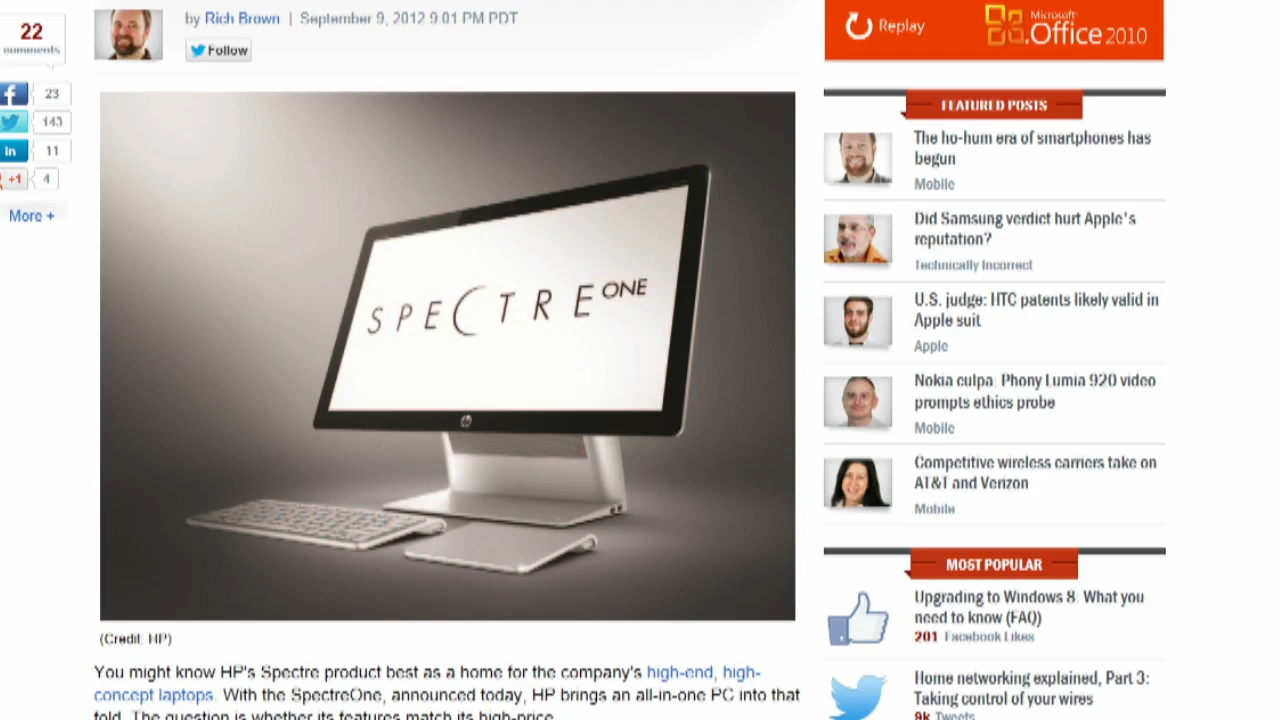 22
comments
by Rich Brown | September 9, 2012 9:01 PM PDT
Follow
23
143
in
11
+1
4
More +
SPECTRE ONE
hp
(Credit: HP)
You might know HP's Spectre product best as a home for the company's high-end, high-
concept laptops. With the SpectreOne, announced today, HP brings an all-in-one PC into that
fold. The question is whether its features match its high-price
Replay
Microsoft
Office 2010
FEATURED POSTS
The ho-hum era of smartphones has
begun
Mobile
Did Samsung verdict hurt Apple's
reputation?
Technically Incorrect
U.S. judge: HTC patents likely valid in
Apple suit
Apple
Nokia culpa: Phony Lumia 920 video
prompts ethics probe
Mobile
Competitive wireless carriers take on
AT&T and Verizon
Mobile
MOST POPULAR
Upgrading to Windows 8: What you
need to know (FAQ)
201 Facebook Likes
Home networking explained, Part 3:
Taking control of your wires
9k Tweets